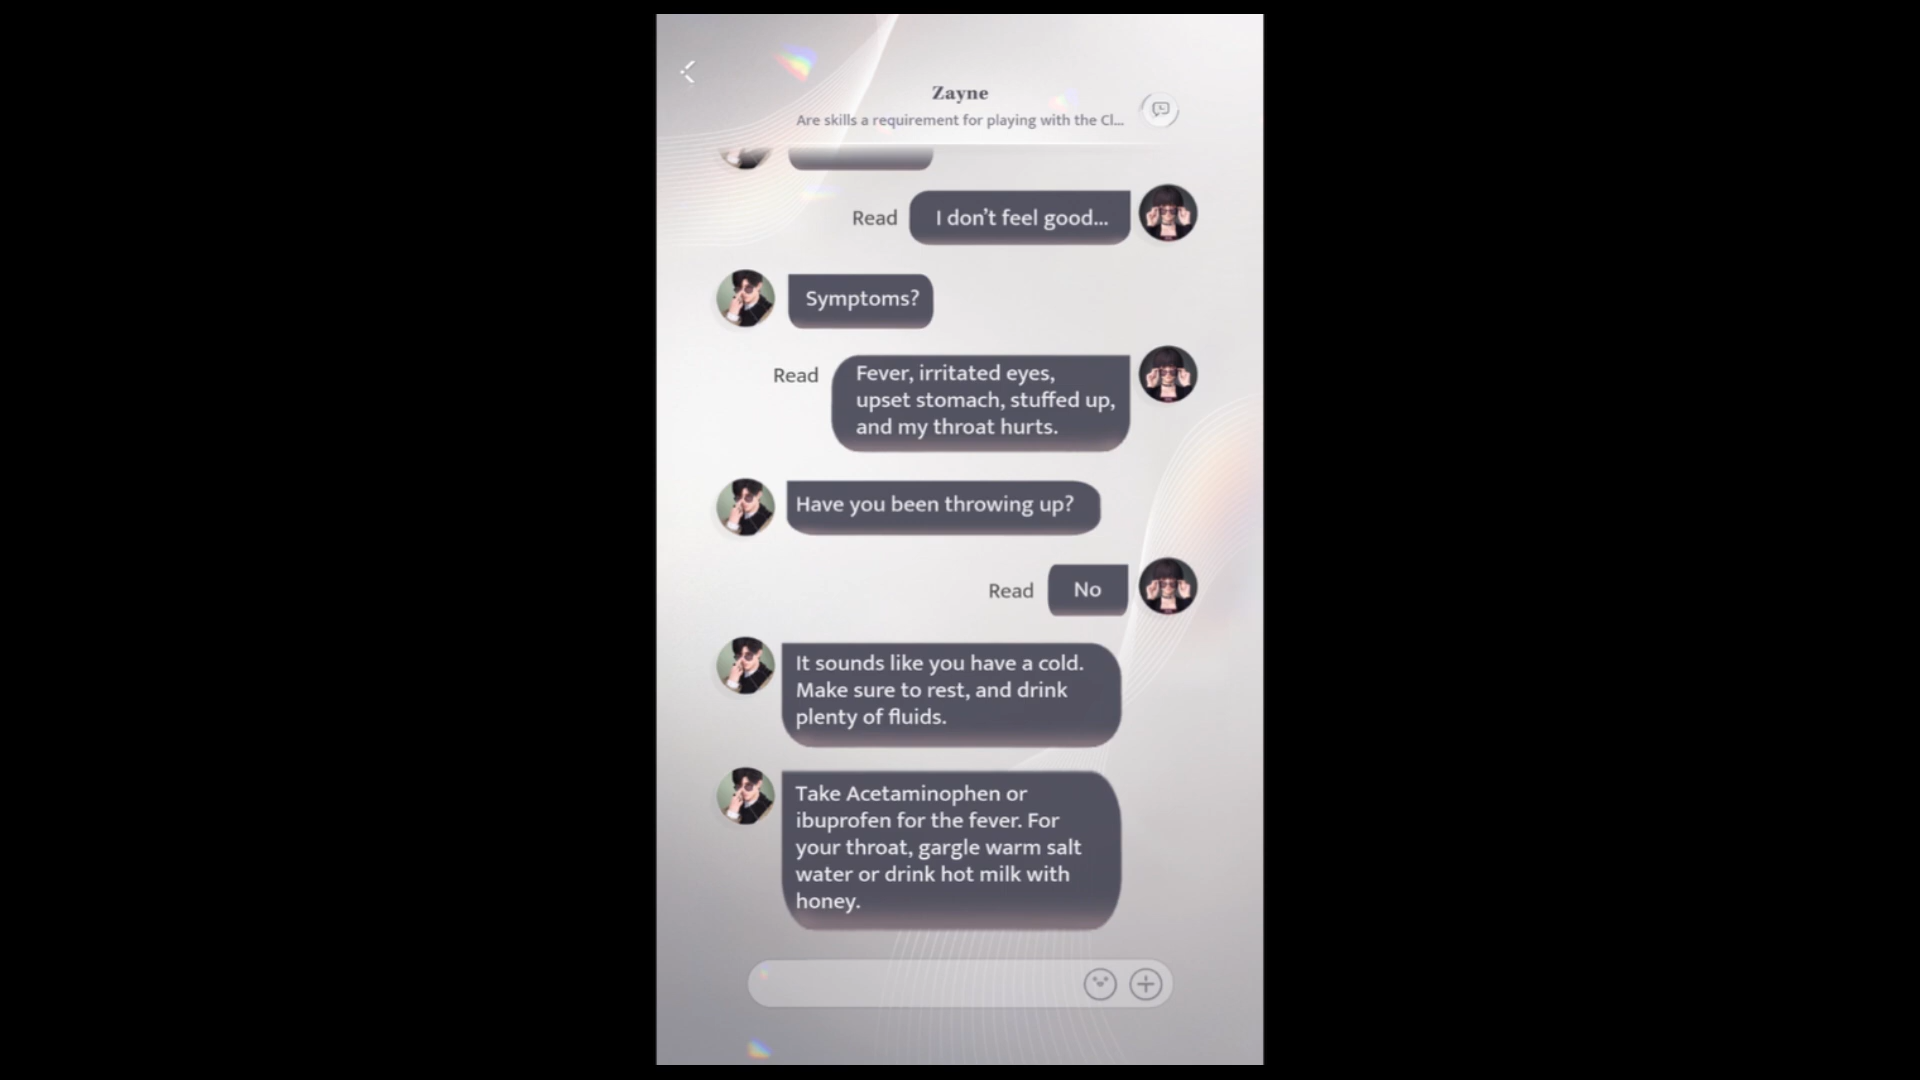 Zayne
Are skills a requirement for playing with the Cl...
Read
I don’t feel good...
Symptoms?
Read
Fever, irritated eyes,
upset stomach, stuffed up,
and my throat hurts.
Have you been throwing up?
Read
No
It sounds like you have a cold.
Make sure to rest, and drink
plenty of fluids.
Take Acetaminophen or
ibuprofen for the fever. For
your throat, gargle warm salt
water or drink hot milk with
honey.